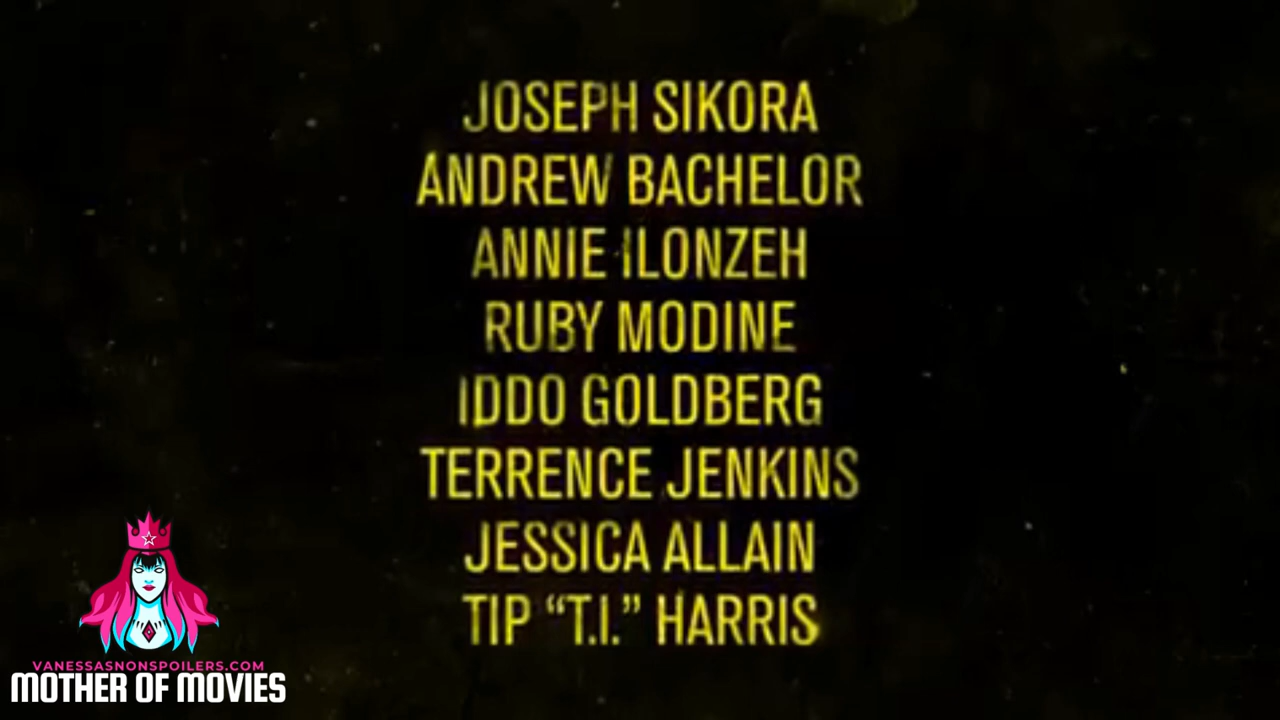 JOSEPH SIKORA
ANDREW BACHELOR
ANNIE ILONZEH
RUBY MODINE
IDDO GOLDBERG
TERRENCE JENKINS
JESSICA ALLAIN
TIP “T.I.” HARRIS
VANESSASNONSPOILERS.COM
MOTHER OF MOVIES